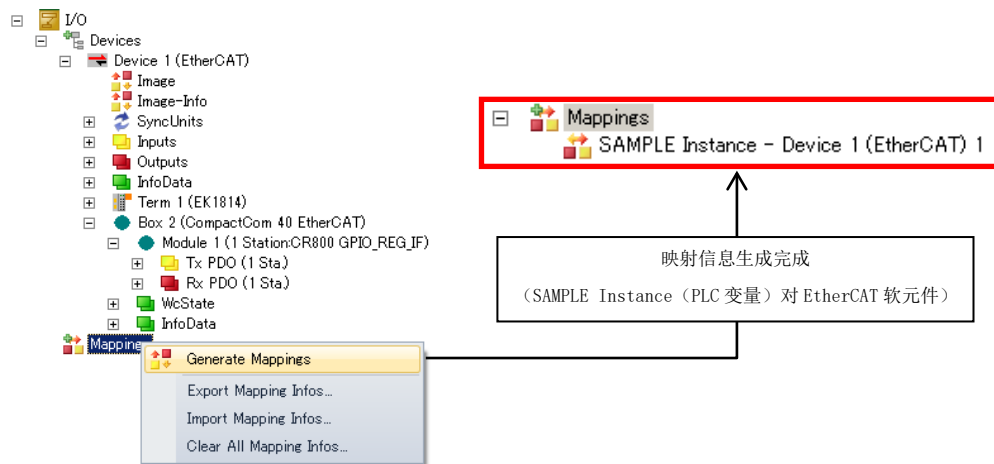 I/O
Devices
Device 1 (EtherCAT)
Image
Image-Info
SyncUnits
Inputs
Outputs
InfoData
Term 1 (EK1814)
Box 2 (CompactCom 40 EtherCAT)
Module 1 (1 Station:CR800 GPIO_REG_IF)
Tx PDO (1 Sta.)
Rx PDO (1 Sta.)
WcState
InfoData
Mappings
Generate Mappings
Export Mapping Infos...
Import Mapping Infos...
Clear All Mapping Infos...
Mappings
SAMPLE Instance - Device 1 (EtherCAT) 1
映射信息生成完成
（SAMPLE Instance（PLC 变量）对 EtherCAT 软元件）